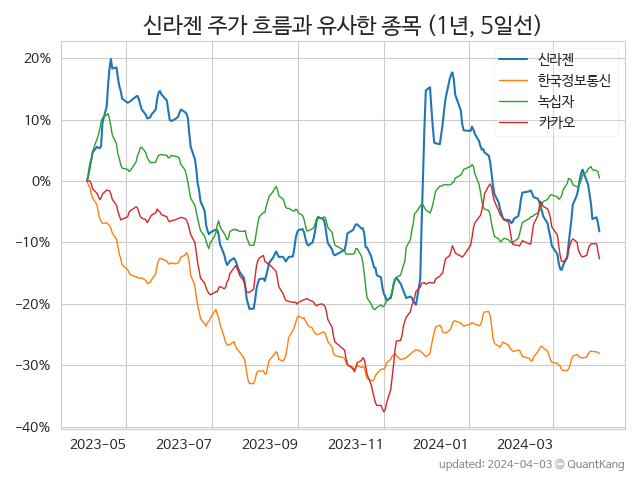 신라젠 주가 흐름과 유사한 종목 (1년, 5일선)
신라젠
한국정보통신
녹십자
카카오
20%
10%
0%
−10%
−20%
−30%
−40%
2023-05 2023-07 2023-09 2023-11 2024-01 2024-03
updated: 2024-04-03 © QuantKang